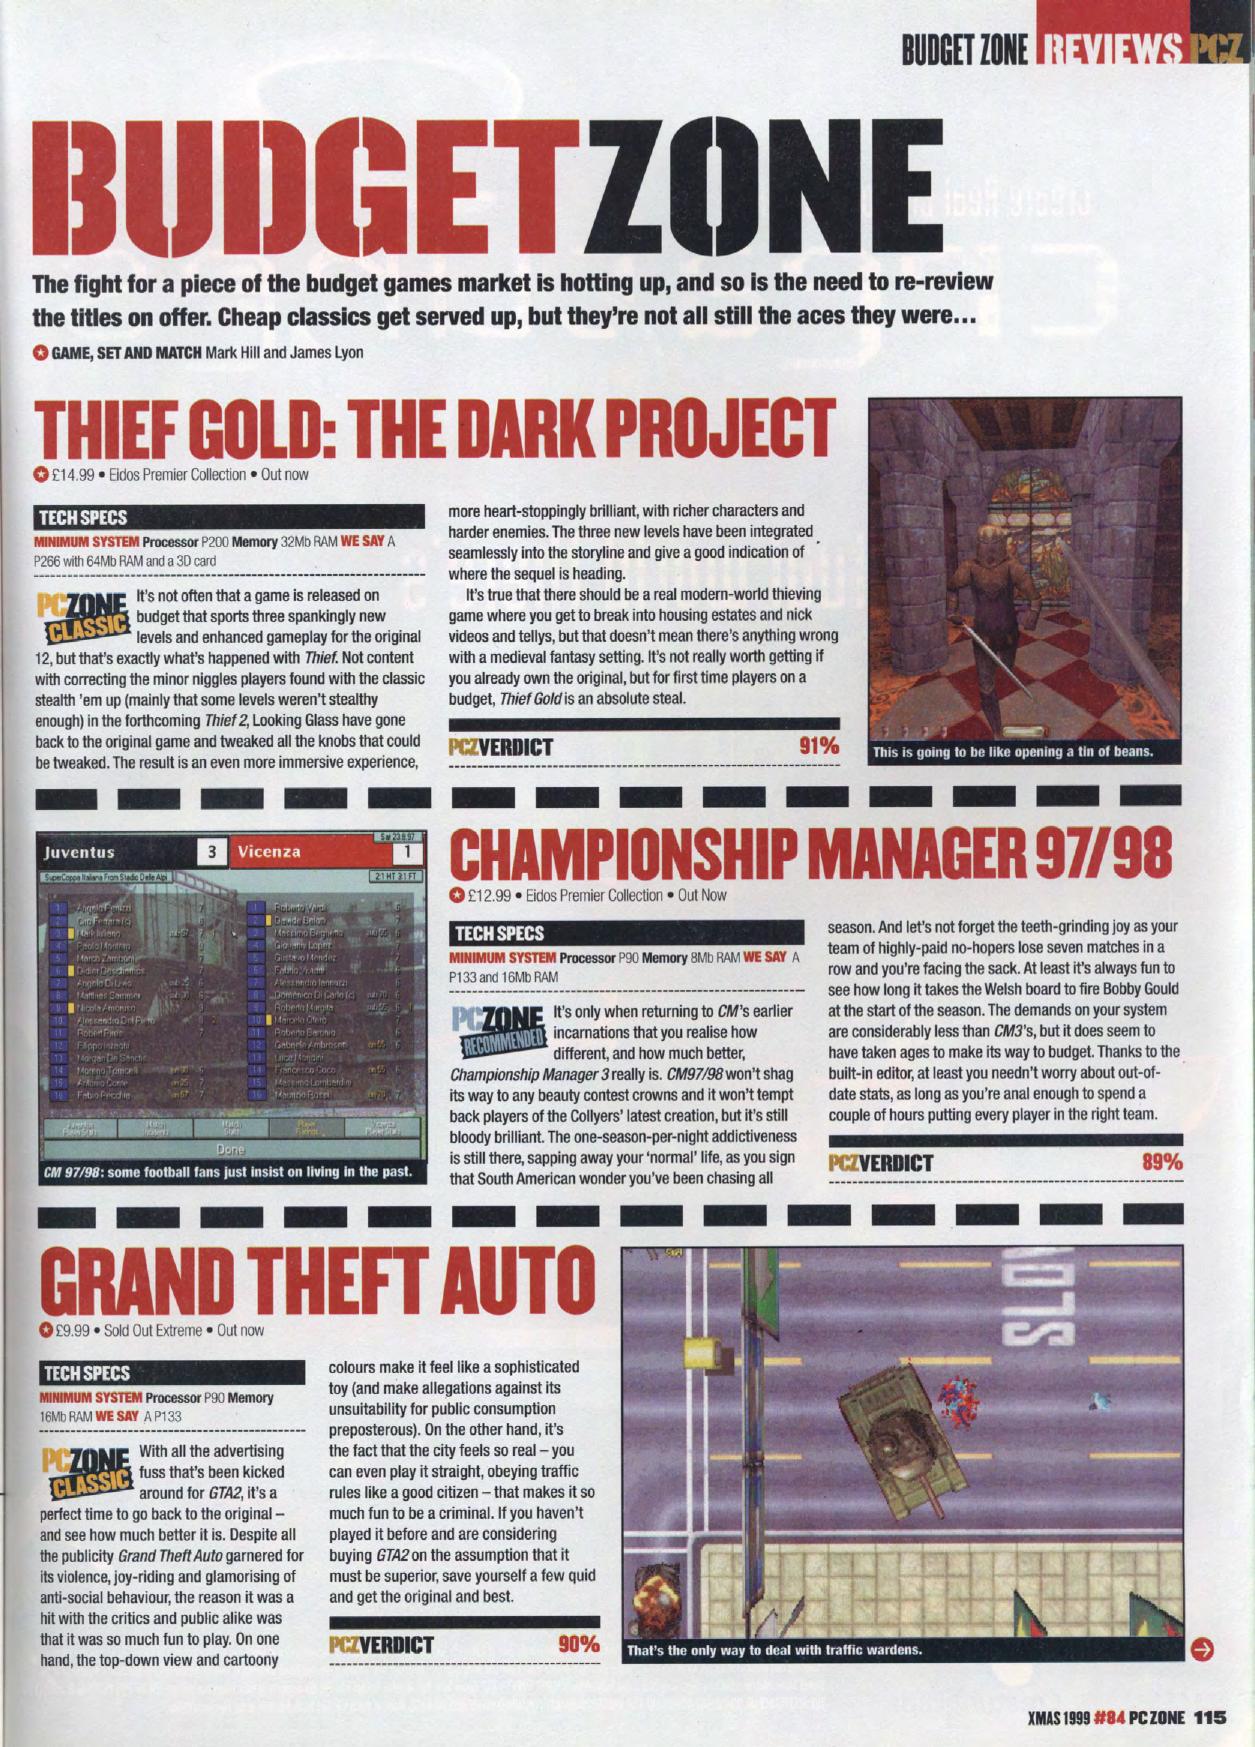 BUDGET ZONE REVIEWS PCZ
BUDGETZONE
The fight for a piece of the budget games market is hotting up, and so is the need to re-review
the titles on offer. Cheap classics get served up, but they're not all still the aces they were...
GAME, SET AND MATCH Mark Hill and James Lyon
THIEF GOLD: THE DARK PROJECT
£14.99 • Eidos Premier Collection • Out now
TECH SPECS
MINIMUM SYSTEM Processor P200 Memory 32Mb RAM WE SAY A
P266 with 64Mb RAM and a 3D card
PCZONE
CLASSIC
It's not often that a game is released on
budget that sports three spankingly new
levels and enhanced gameplay for the original
12, but that's exactly what's happened with Thief. Not content
with correcting the minor niggles players found with the classic
stealth 'em up (mainly that some levels weren't stealthy
enough) in the forthcoming Thief 2, Looking Glass have gone
back to the original game and tweaked all the knobs that could
be tweaked. The result is an even more immersive experience,
more heart-stoppingly brilliant, with richer characters and
harder enemies. The three new levels have been integrated
seamlessly into the storyline and give a good indication of
where the sequel is heading.
It's true that there should be a real modern-world thieving
game where you get to break into housing estates and nick
videos and tellys, but that doesn't mean there's anything wrong
with a medieval fantasy setting. It's not really worth getting if
you already own the original, but for first time players on a
budget, Thief Gold is an absolute steal.
PCZVERDICT 91%
This is going to be like opening a tin of beans.
Sat 23.8.97
Juventus 3 Vicenza 1
SuperCoppa Italiana From Stadio Delle Alpi
Done
CM 97/98: some football fans just insist on living in the past.
CHAMPIONSHIP MANAGER 97/98
£12.99 • Eidos Premier Collection • Out Now
TECH SPECS
MINIMUM SYSTEM Processor P90 Memory 8Mb RAM WE SAY A
P133 and 16Mb RAM
PCZONE
RECOMMENDED
It's only when returning to CM's earlier
incarnations that you realise how
different, and how much better,
Championship Manager 3 really is. CM97/98 won't shag
its way to any beauty contest crowns and it won't tempt
back players of the Collyers' latest creation, but it's still
bloody brilliant. The one-season-per-night addictiveness
is still there, sapping away your 'normal' life, as you sign
that South American wonder you've been chasing all
season. And let's not forget the teeth-grinding joy as your
team of highly-paid no-hopers lose seven matches in a
row and you're facing the sack. At least it's always fun to
see how long it takes the Welsh board to fire Bobby Gould
at the start of the season. The demands on your system
are considerably less than CM3's, but it does seem to
have taken ages to make its way to budget. Thanks to the
built-in editor, at least you needn't worry about out-of-
date stats, as long as you're anal enough to spend a
couple of hours putting every player in the right team.
PCZVERDICT 89%
GRAND THEFT AUTO
£9.99 • Sold Out Extreme • Out now
TECH SPECS
MINIMUM SYSTEM Processor P90 Memory
16Mb RAM WE SAY A P133
PCZONE
CLASSIC
With all the advertising
fuss that's been kicked
around for GTA2, it's a
perfect time to go back to the original –
and see how much better it is. Despite all
the publicity Grand Theft Auto garnered for
its violence, joy-riding and glamorising of
anti-social behaviour, the reason it was a
hit with the critics and public alike was
that it was so much fun to play. On one
hand, the top-down view and cartoony
colours make it feel like a sophisticated
toy (and make allegations against its
unsuitability for public consumption
preposterous). On the other hand, it's
the fact that the city feels so real – you
can even play it straight, obeying traffic
rules like a good citizen – that makes it so
much fun to be a criminal. If you haven't
played it before and are considering
buying GTA2 on the assumption that it
must be superior, save yourself a few quid
and get the original and best.
PCZVERDICT 90%
SLOW
That's the only way to deal with traffic wardens.
XMAS 1999 #84 PC ZONE 115